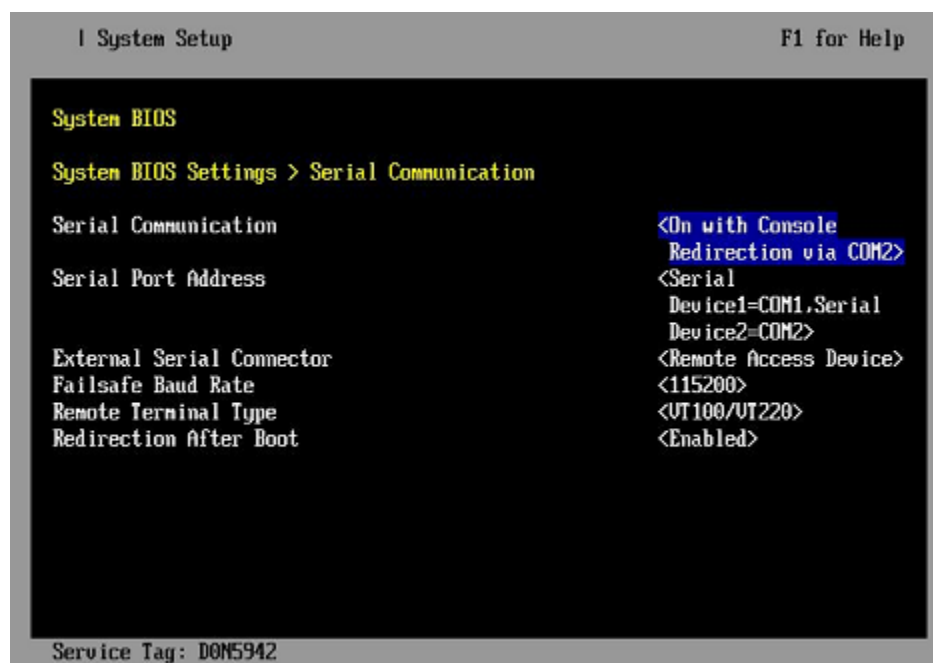 | System Setup F1 for Help
System BIOS
System BIOS Settings > Serial Communication
Serial Communication <On with Console
Redirection via COM2>
Serial Port Address <Serial
Device1=COM1,Serial
Device2=COM2>
External Serial Connector <Remote Access Device>
Failsafe Baud Rate <115200>
Remote Terminal Type <VT100/VT220>
Redirection After Boot <Enabled>
Service Tag: D0N5942